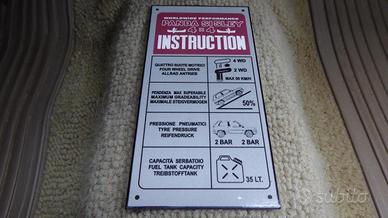 WORLDWIDE PERFORMANCE
PANDA SISLEY
4x4
INSTRUCTION
QUATTRO RUOTE MOTRICI
FOUR WHEEL DRIVE
ALLRAD ANTRIEB
4 WD
2 WD
MAX 50 KM/H
PENDENZA MAX SUPERABILE
MAXIMUM GRADEABILITY
MAXIMALE STEIGVERMOGEN
50%
PRESSIONE PNEUMATICI
TYRE PRESSURE
REIFENDRUCK
2 BAR 2 BAR
CAPACITÀ SERBATOIO
FUEL TANK CAPACITY
TREIBSTOFFTANK
35 LT.
subito